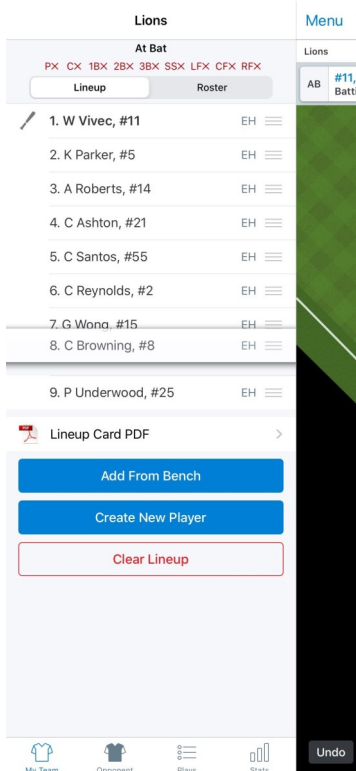 Lions
Menu
At Bat
PX CX 1BX 2BX 3BX SSX LFX CFX RFX
Lineup Roster
1. W Vivec, #11 EH
2. K Parker, #5 EH
3. A Roberts, #14 EH
4. C Ashton, #21 EH
5. C Santos, #55 EH
6. C Reynolds, #2 EH
7. G Wong, #15 EH
8. C Browning, #8 EH
9. P Underwood, #25 EH
PDF
Lineup Card PDF
Add From Bench
Create New Player
Clear Lineup
My Team Opponent Plays Stats
Lions
AB #11,
Batti
Undo